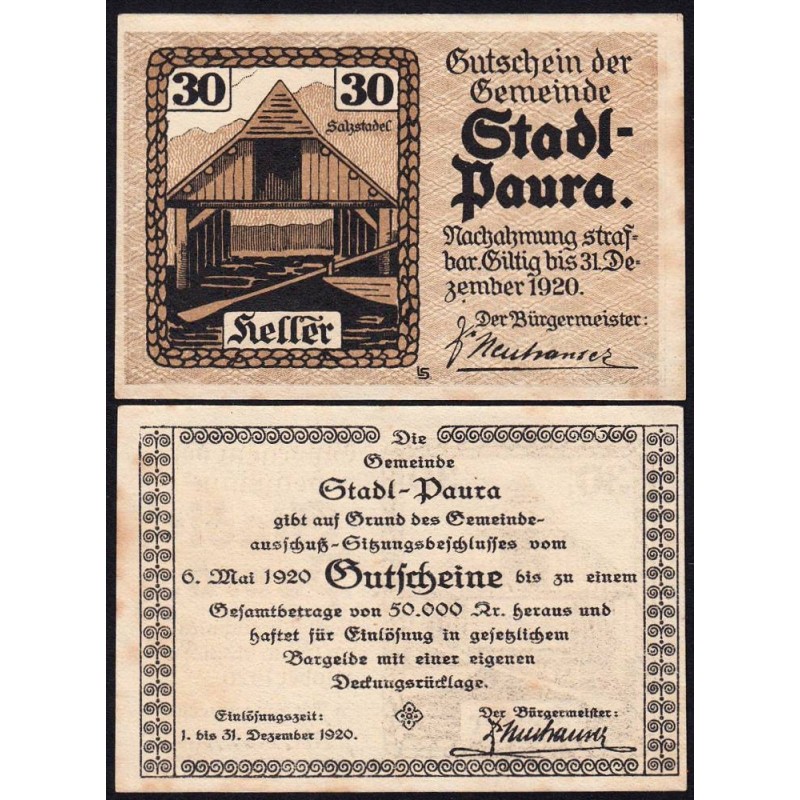 30
30
Salzstadel
Heller
Gutschein der
Gemeinde
Stadl-
Paura.
Nachahmung straf-
bar. Giltig bis 31. De-
zember 1920.
Der Bürgermeister:
Neuhauser
LS
Die
Gemeinde
Stadl-Paura
gibt auf Grund des Gemeinde-
ausschuß-Sitzungsbeschlusses vom
6. Mai 1920 Gutscheine bis zu einem
Gesamtbetrage von 50.000 Kr. heraus und
haftet für Einlösung in gesetzlichem
Bargelde mit einer eigenen
Deckungsrücklage.
Einlösungszeit:
1. bis 31. Dezember 1920.
Der Bürgermeister:
Neuhauser